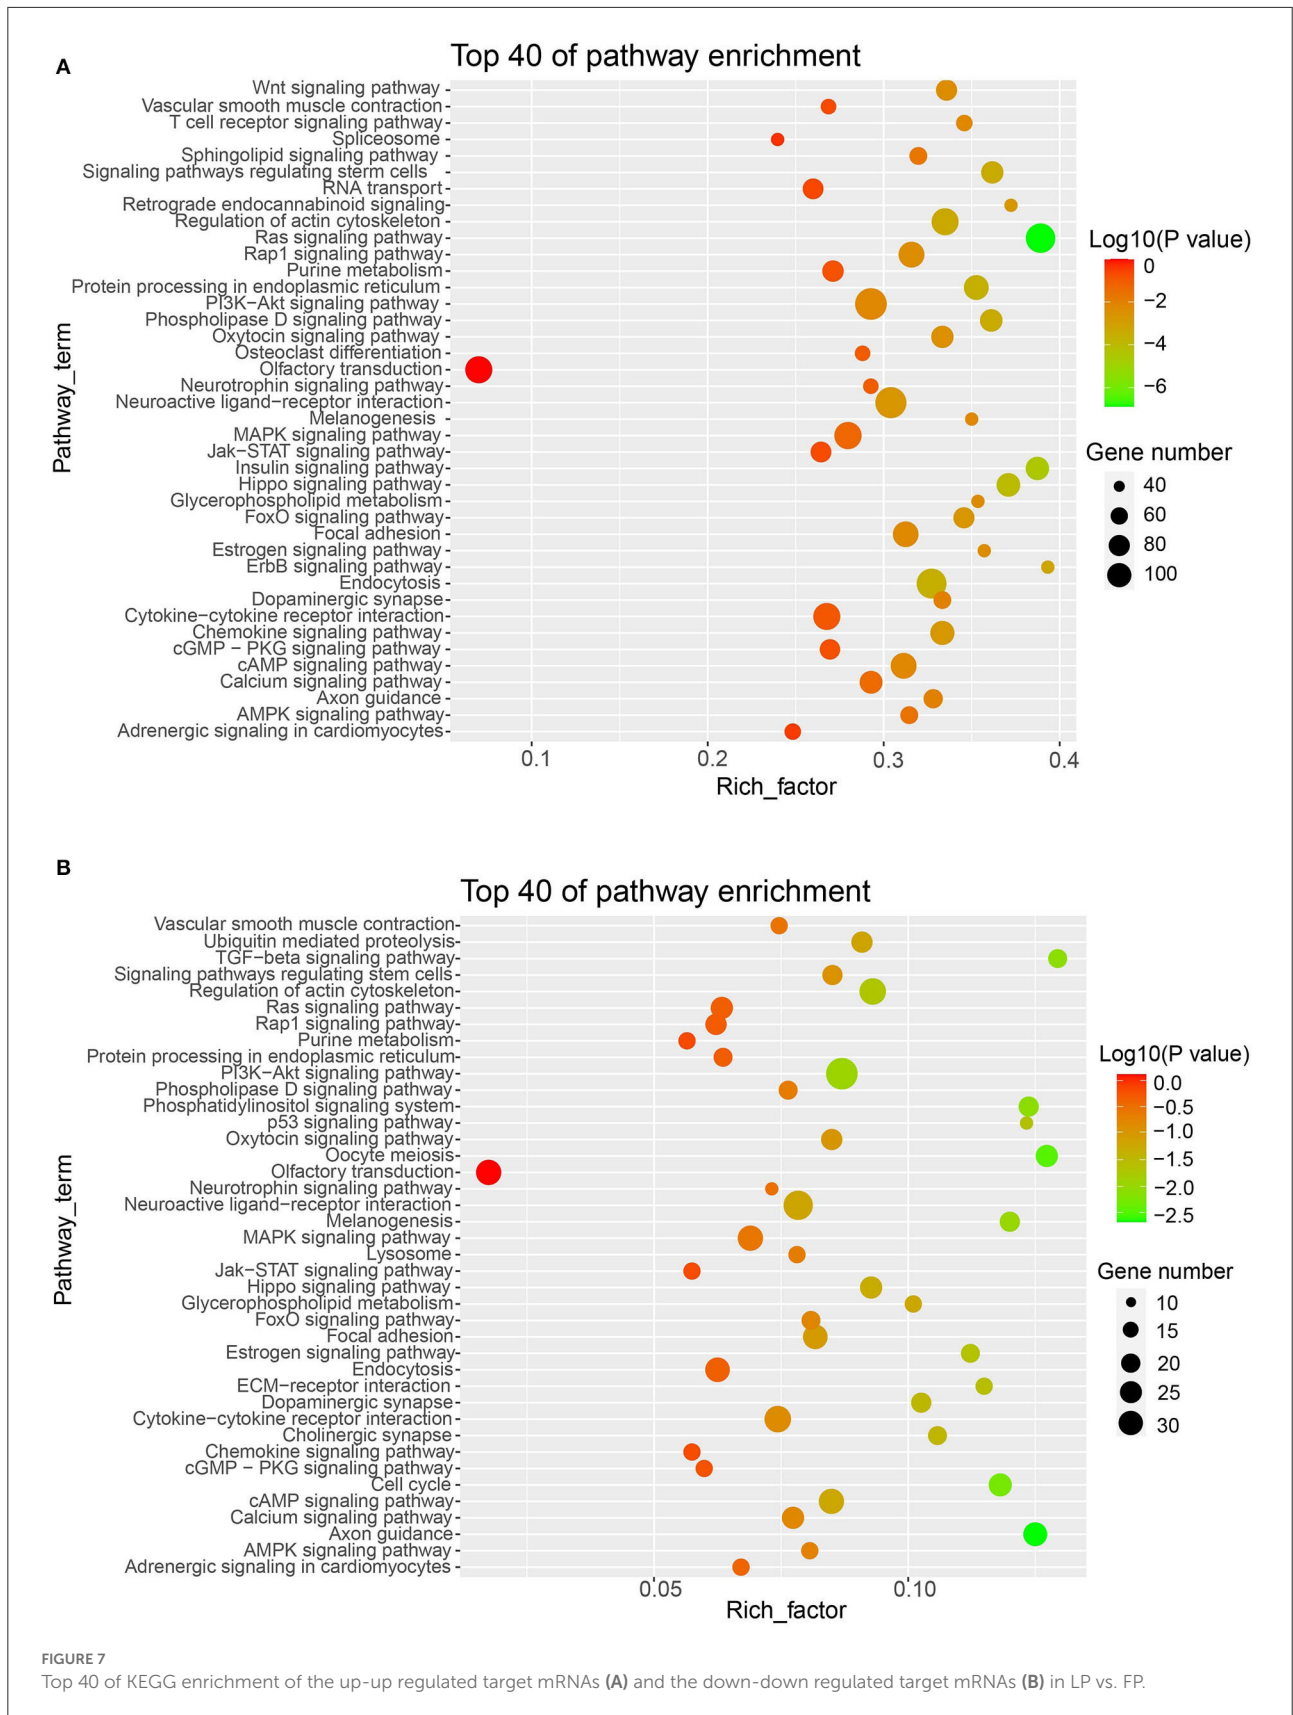 A
Top 40 of pathway enrichment
Wnt signaling pathway
Vascular smooth muscle contraction
T cell receptor signaling pathway
Spliceosome
Sphingolipid signaling pathway
Signaling pathways regulating sterm cells
RNA transport
Retrograde endocannabinoid signaling
Regulation of actin cytoskeleton
Ras signaling pathway
Rap1 signaling pathway
Purine metabolism
Protein processing in endoplasmic reticulum
PI3K−Akt signaling pathway
Phospholipase D signaling pathway
Oxytocin signaling pathway
Osteoclast differentiation
Olfactory transduction
Neurotrophin signaling pathway
Neuroactive ligand−receptor interaction
Melanogenesis
MAPK signaling pathway
Jak−STAT signaling pathway
Insulin signaling pathway
Hippo signaling pathway
Glycerophospholipid metabolism
FoxO signaling pathway
Focal adhesion
Estrogen signaling pathway
ErbB signaling pathway
Endocytosis
Dopaminergic synapse
Cytokine−cytokine receptor interaction
Chemokine signaling pathway
cGMP − PKG signaling pathway
cAMP signaling pathway
Calcium signaling pathway
Axon guidance
AMPK signaling pathway
Adrenergic signaling in cardiomyocytes
Pathway_term
0.1 0.2 0.3 0.4
Rich_factor
Log10(P value)
0
−2
−4
−6
Gene number
40
60
80
100
B
Top 40 of pathway enrichment
Vascular smooth muscle contraction
Ubiquitin mediated proteolysis
TGF−beta signaling pathway
Signaling pathways regulating stem cells
Regulation of actin cytoskeleton
Ras signaling pathway
Rap1 signaling pathway
Purine metabolism
Protein processing in endoplasmic reticulum
PI3K−Akt signaling pathway
Phospholipase D signaling pathway
Phosphatidylinositol signaling system
p53 signaling pathway
Oxytocin signaling pathway
Oocyte meiosis
Olfactory transduction
Neurotrophin signaling pathway
Neuroactive ligand−receptor interaction
Melanogenesis
MAPK signaling pathway
Lysosome
Jak−STAT signaling pathway
Hippo signaling pathway
Glycerophospholipid metabolism
FoxO signaling pathway
Focal adhesion
Estrogen signaling pathway
Endocytosis
ECM−receptor interaction
Dopaminergic synapse
Cytokine−cytokine receptor interaction
Cholinergic synapse
Chemokine signaling pathway
cGMP − PKG signaling pathway
Cell cycle
cAMP signaling pathway
Calcium signaling pathway
Axon guidance
AMPK signaling pathway
Adrenergic signaling in cardiomyocytes
Pathway_term
0.05 0.10
Rich_factor
Log10(P value)
0.0
−0.5
−1.0
−1.5
−2.0
−2.5
Gene number
10
15
20
25
30
FIGURE 7
Top 40 of KEGG enrichment of the up-up regulated target mRNAs (A) and the down-down regulated target mRNAs (B) in LP vs. FP.